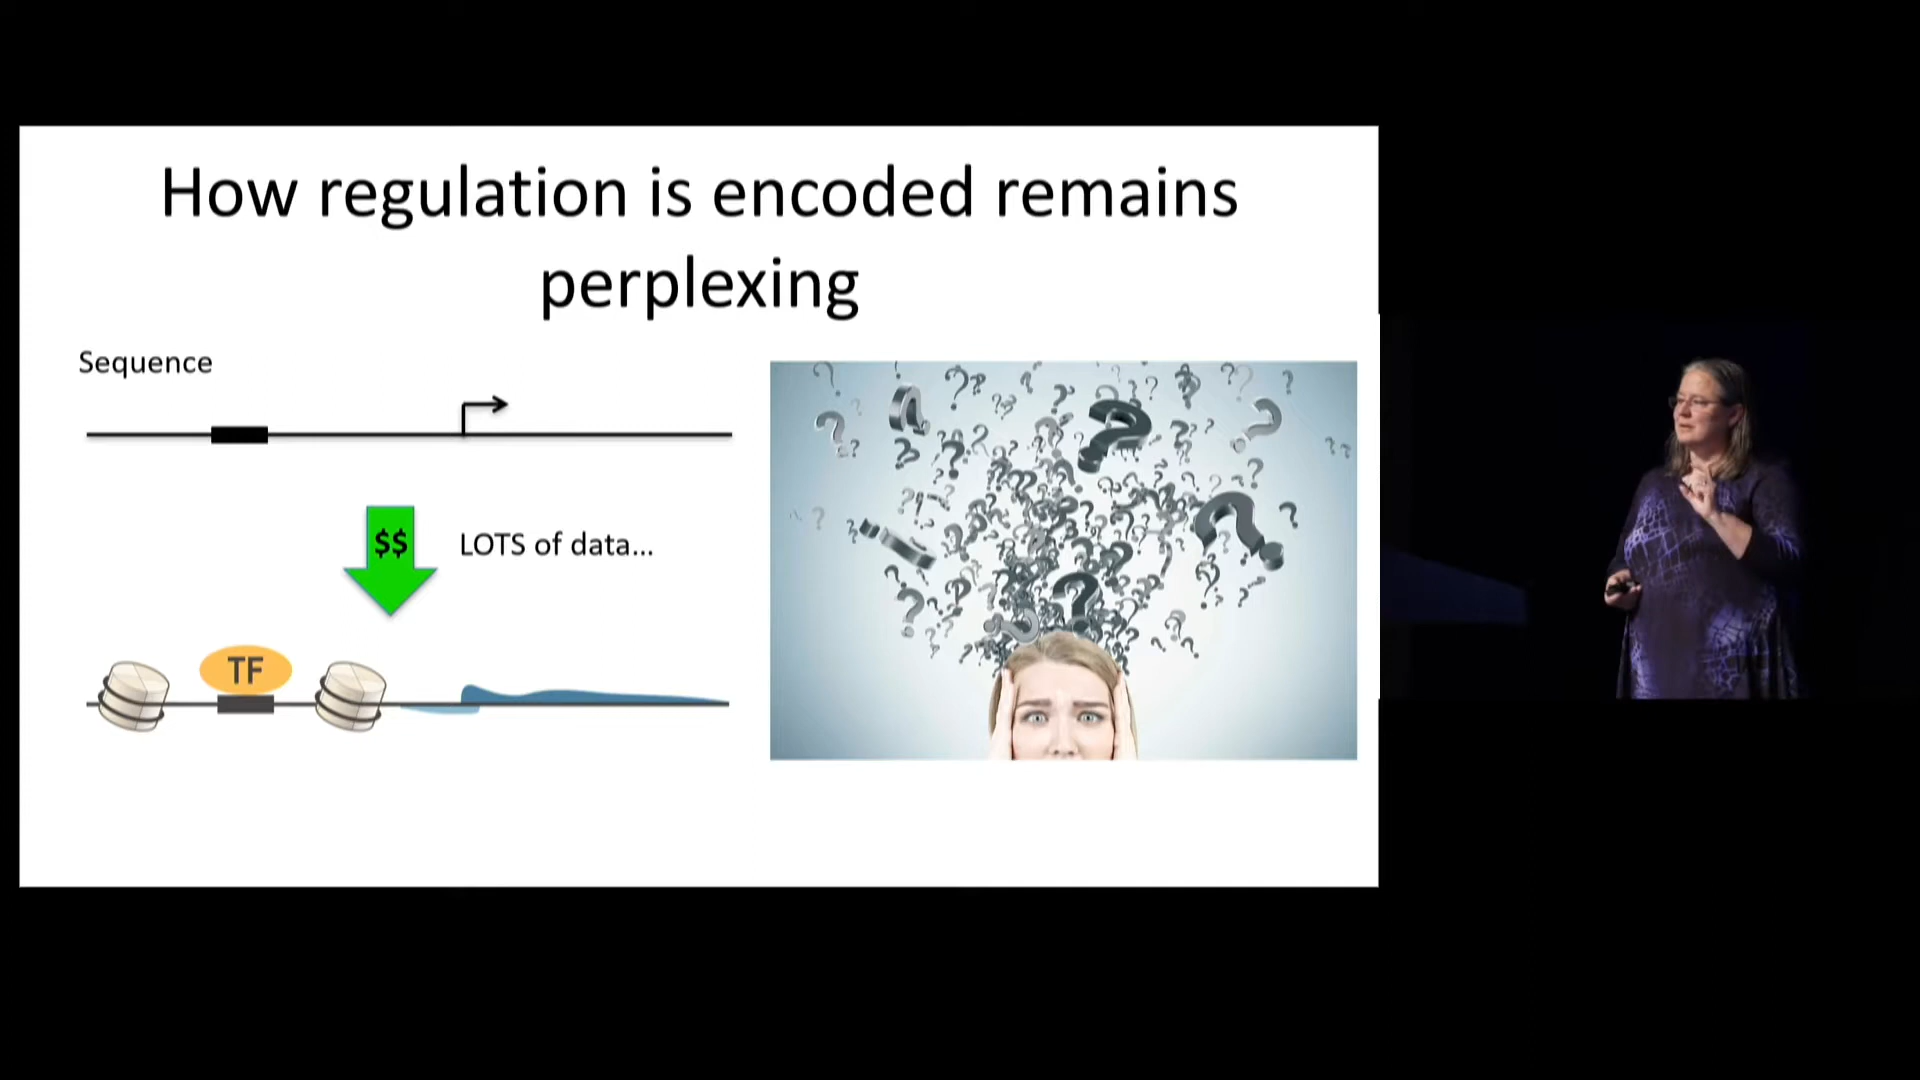 How regulation is encoded remains
perplexing
Sequence
$$
LOTS of data...
TF